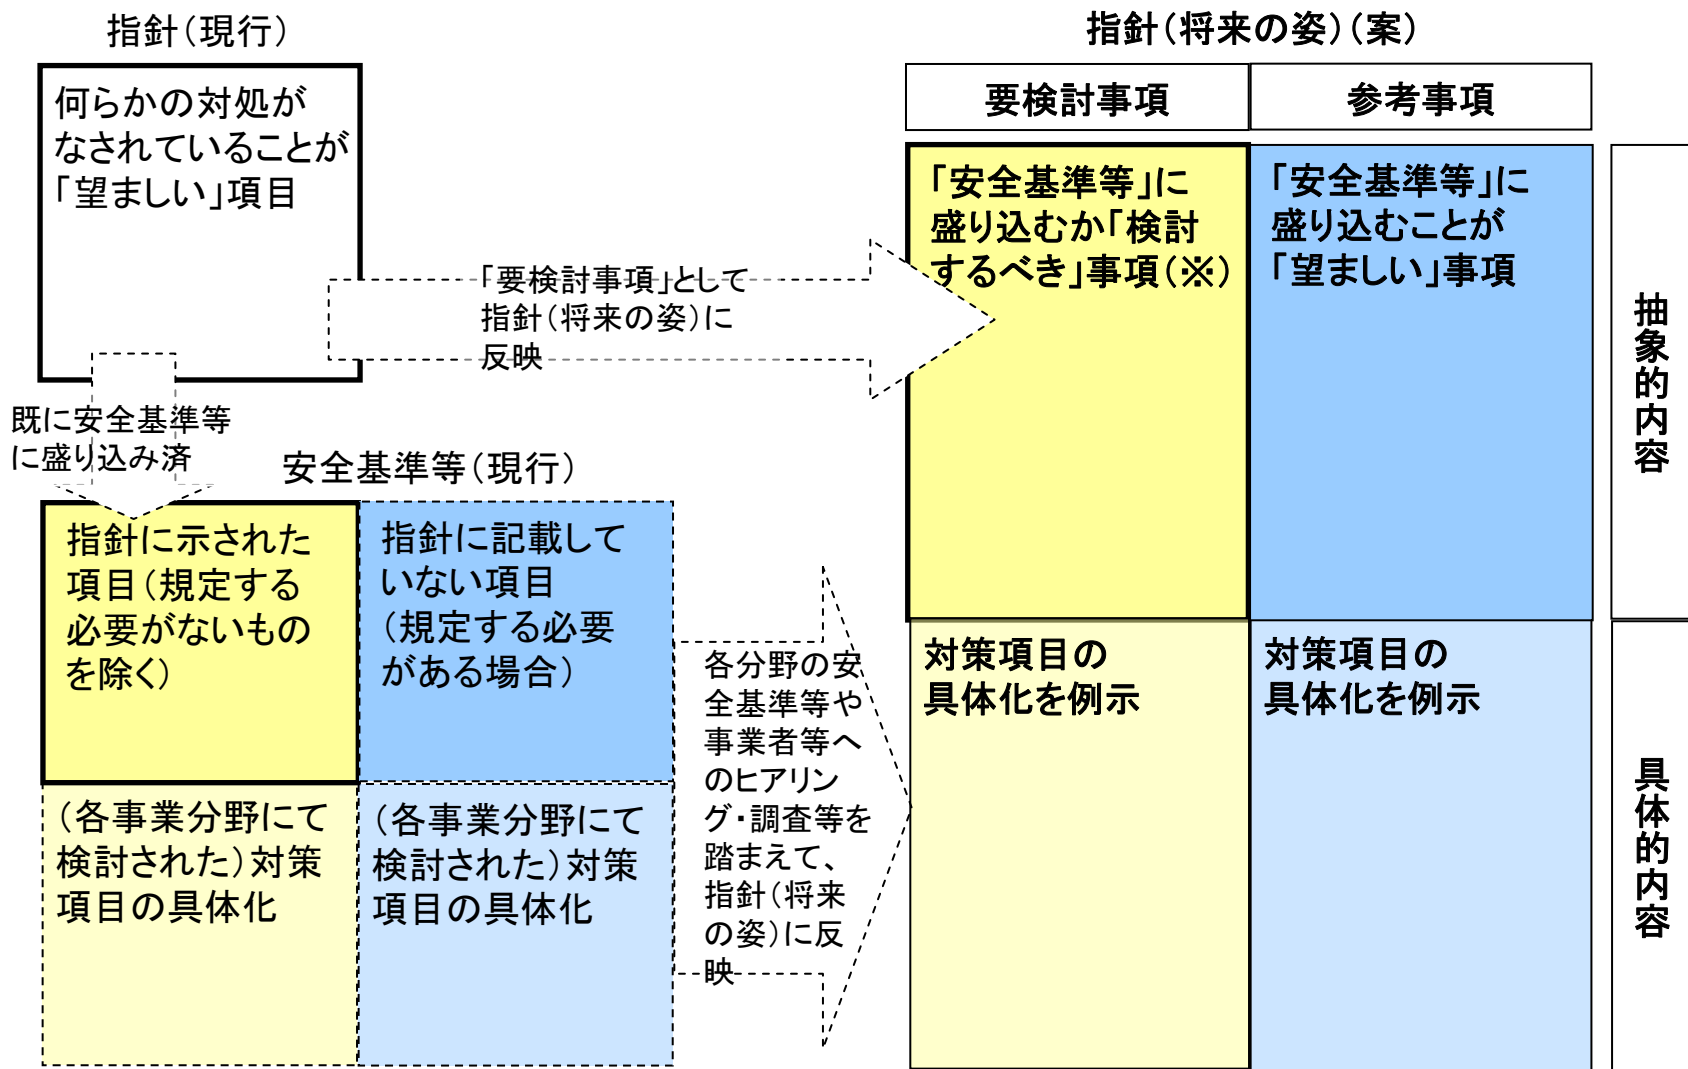 指針（現行）
何らかの対処が
なされていることが
「望ましい」項目
「要検討事項」として
指針（将来の姿）に
反映
既に安全基準等
に盛り込み済
安全基準等（現行）
指針に示された
項目（規定する
必要がないもの
を除く）
指針に記載して
いない項目
（規定する必要
がある場合）
（各事業分野にて
検討された）対策
項目の具体化
（各事業分野にて
検討された）対策
項目の具体化
各分野の安
全基準等や
事業者等へ
のヒアリン
グ・調査等を
踏まえて、
指針（将来
の姿）に反
映
指針（将来の姿）（案）
要検討事項
参考事項
「安全基準等」に
盛り込むか「検討
するべき」事項（※）
「安全基準等」に
盛り込むことが
「望ましい」事項
抽象的内容
対策項目の
具体化を例示
対策項目の
具体化を例示
具体的内容